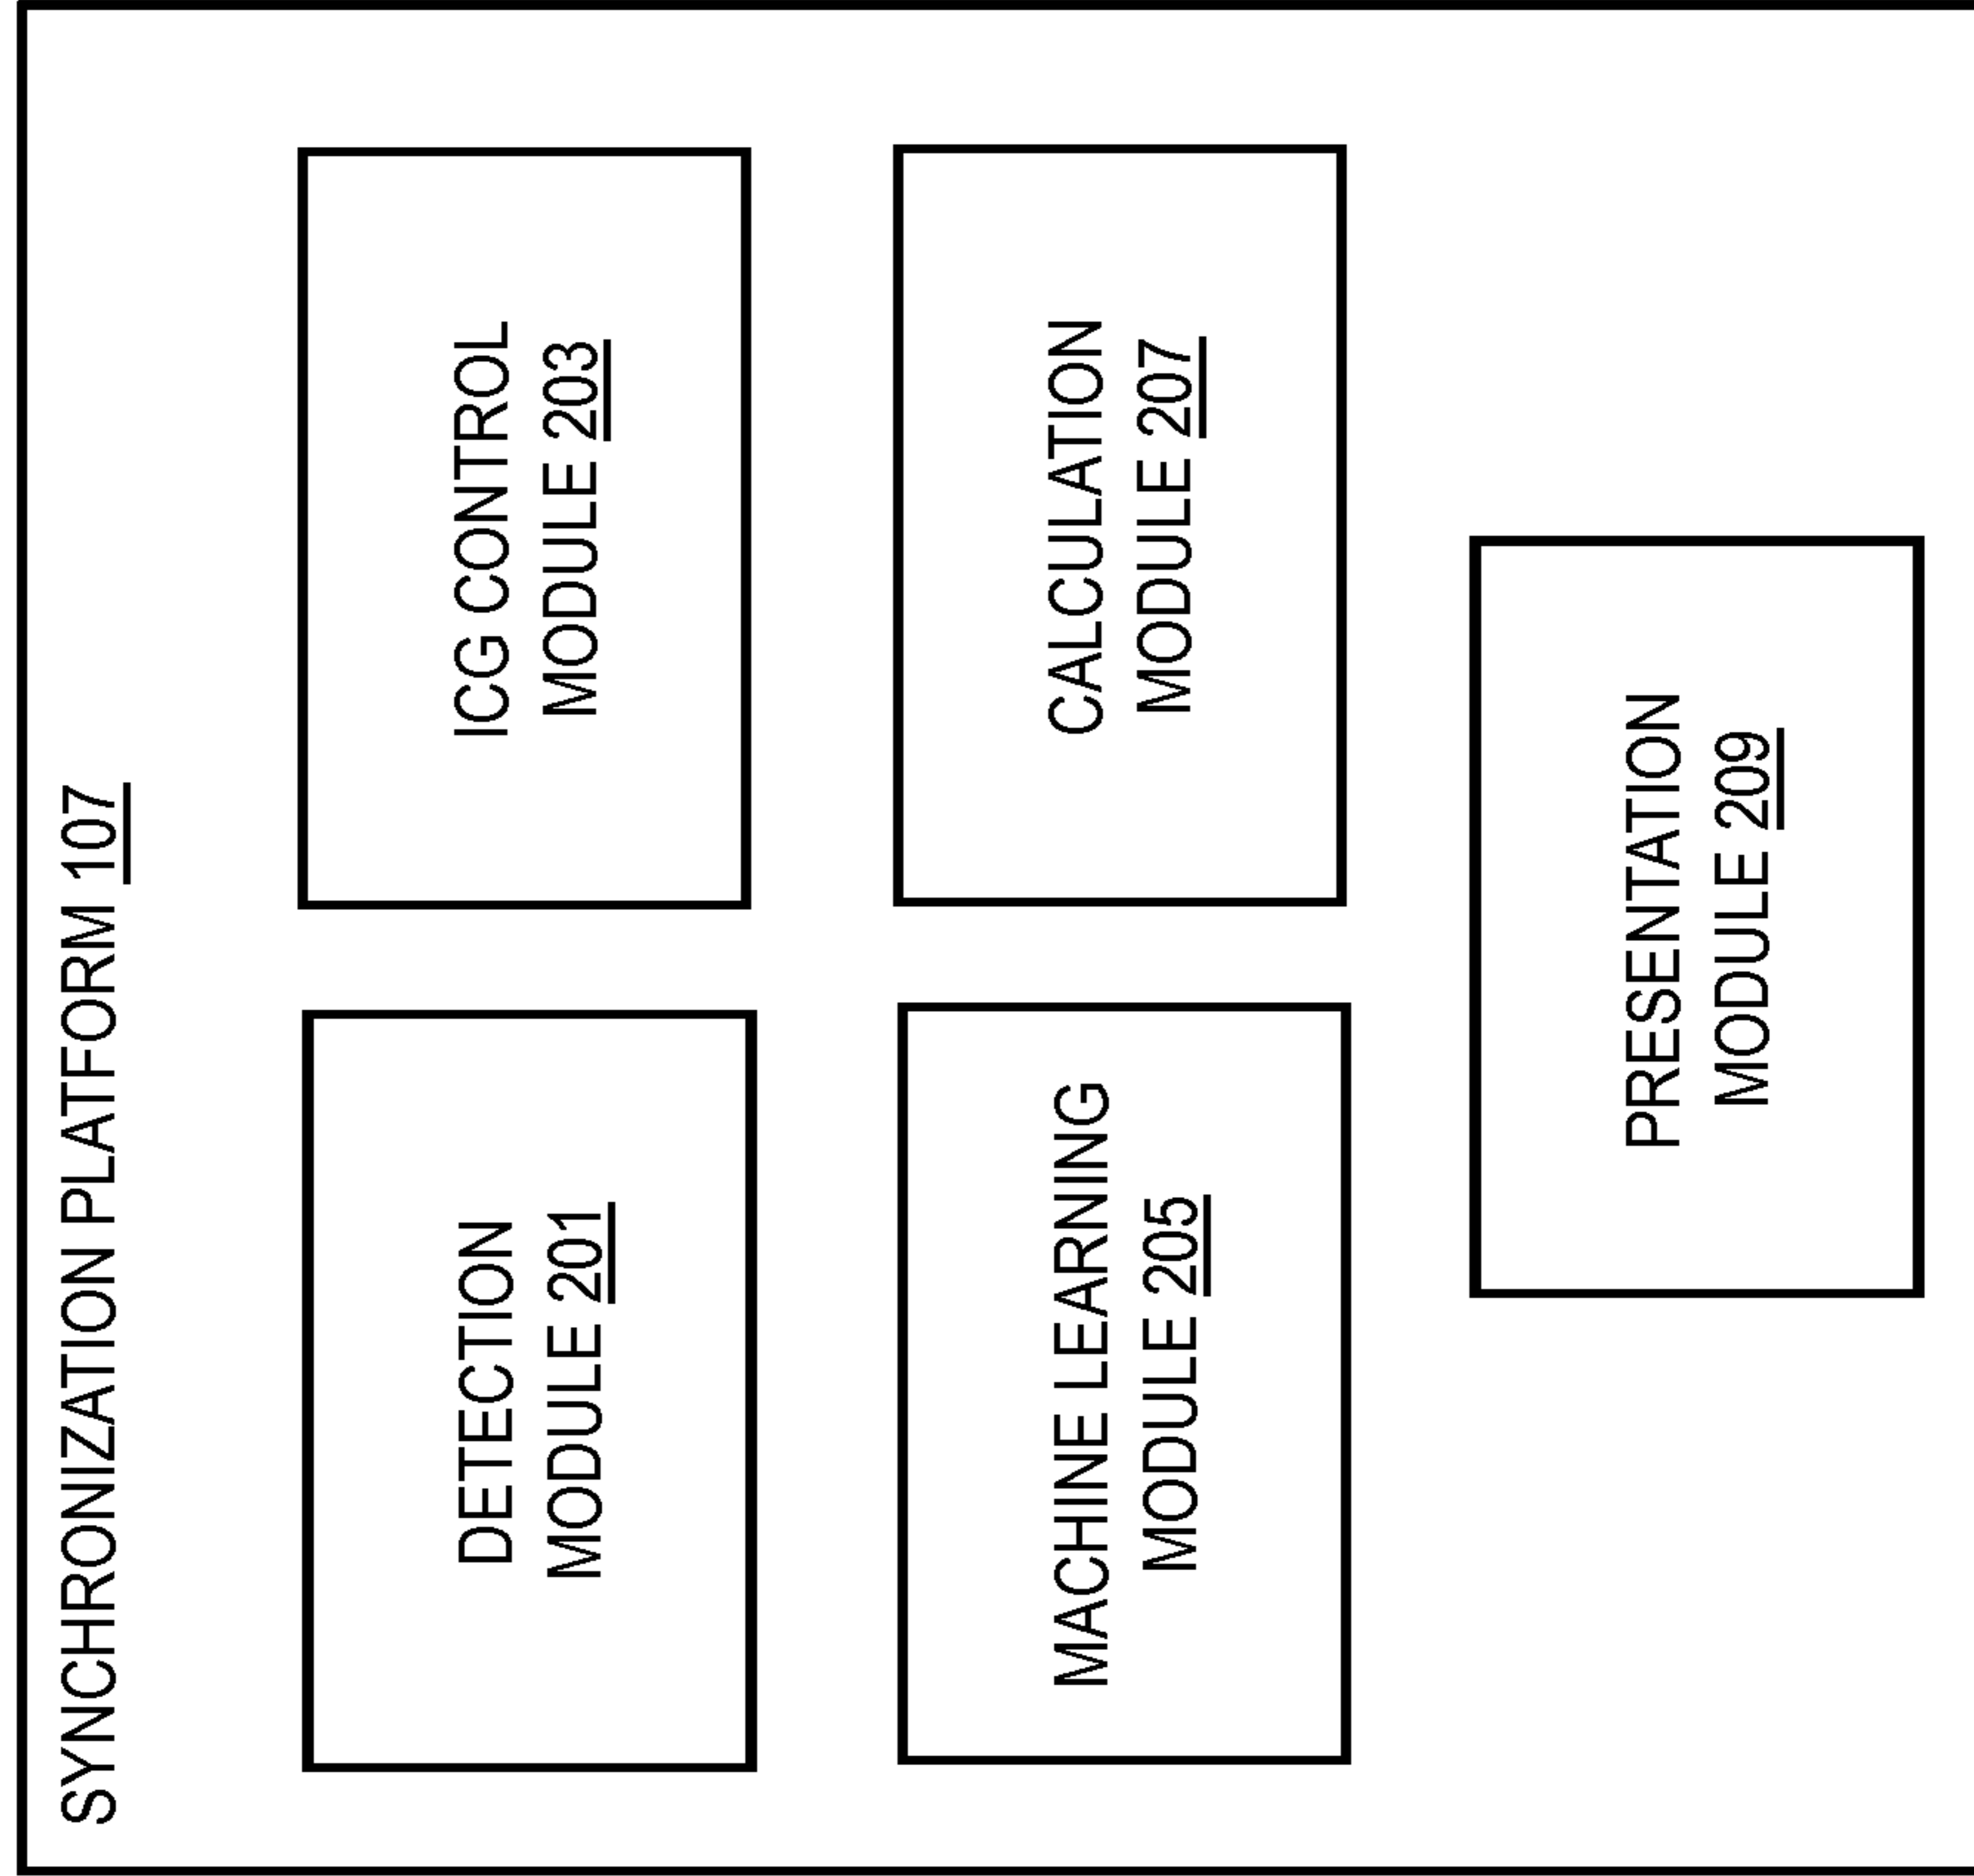 SYNCHRONIZATION PLATFORM 107
DETECTION
MODULE 201
ICG CONTROL
MODULE 203
MACHINE LEARNING
MODULE 205
CALCULATION
MODULE 207
PRESENTATION
MODULE 209